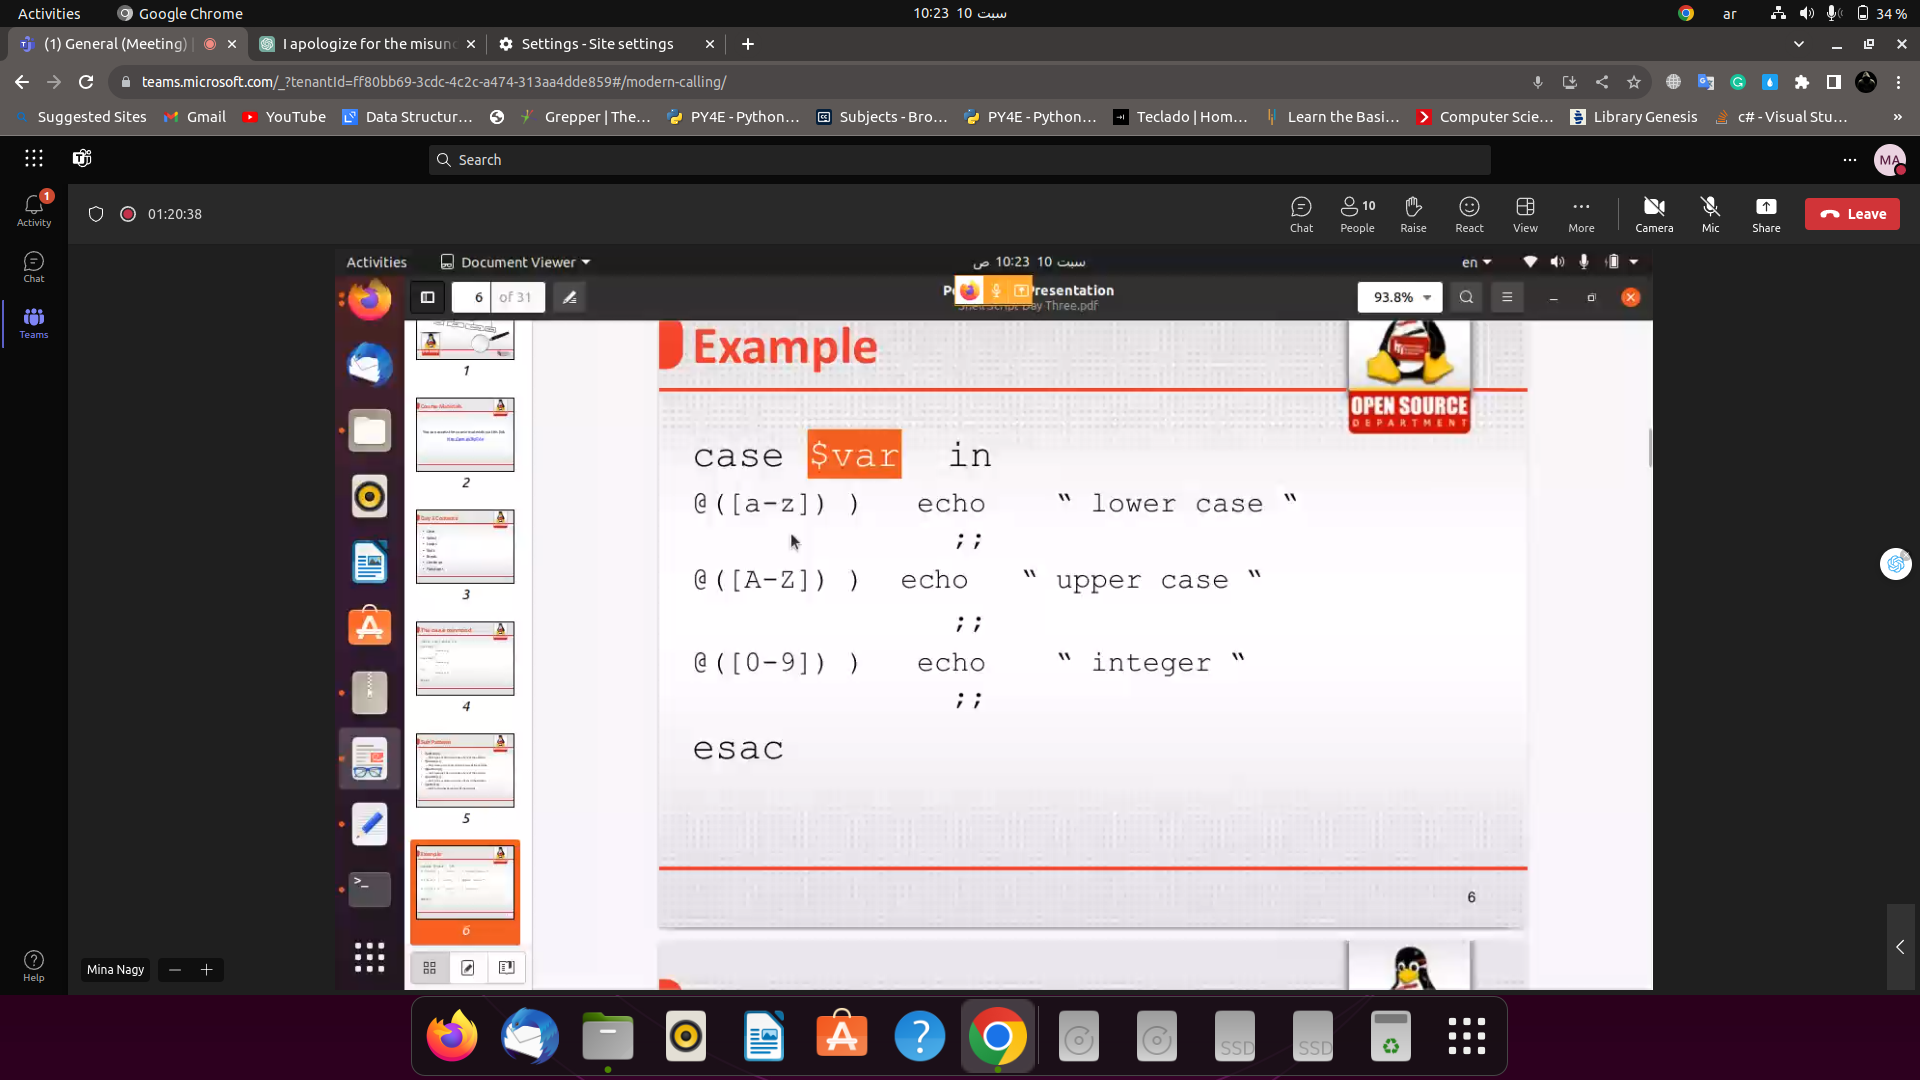 Activities Google Chrome 10:23 10 سبت ar 34 %
(1) General (Meeting) I apologize for the misun Settings - Site settings
teams.microsoft.com/_?tenantId=ff80bb69-3cdc-4c2c-a474-313aa4dde859#/modern-calling/
Suggested Sites Gmail YouTube Data Structur... Grepper | The... PY4E - Python... Subjects - Bro... PY4E - Python... Teclado | Hom... Learn the Basi... Computer Scie... Library Genesis c# - Visual Stu... »
Search MA
1
Activity
Chat
Teams
Help
01:20:38 Chat People 10 Raise React View More Camera Mic Share Leave
Activities Document Viewer 10:23 10 سبت ص en
6 of 31 Presentation 93.8%
Shell Script Day Three.pdf
1
2
3
4
5
6
Example
OPEN SOURCE
DEPARTMENT
case $var in
@([a-z]) ) echo “ lower case “
;;
@([A-Z]) ) echo “ upper case “
;;
@([0-9]) ) echo “ integer “
;;
esac
6
Mina Nagy
SSD SSD